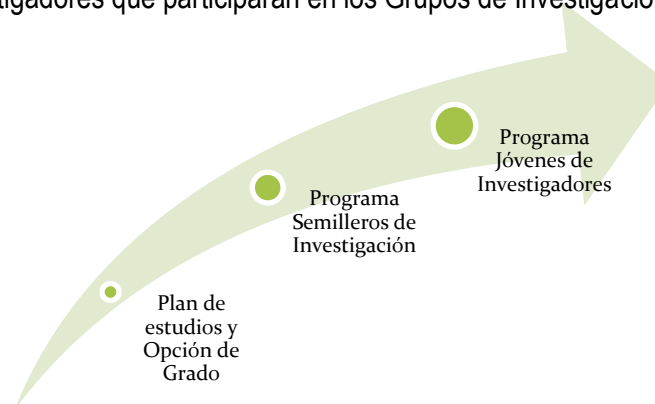 tigadores que participarán en los Grupos de Investigació
Programa
Jóvenes de
Investigadores
Programa
Semilleros de
Investigación
Plan de
estudios y
Opción de
Grado